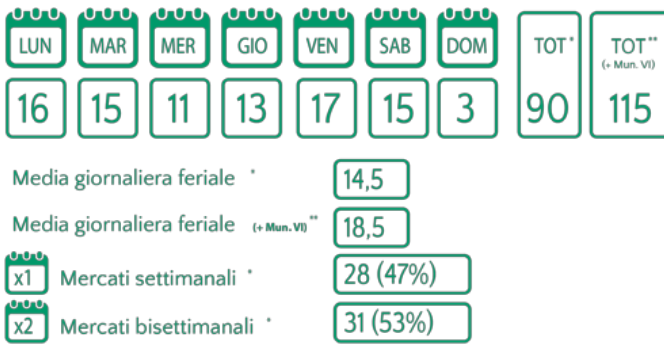 LUN MAR MER GIO VEN SAB DOM TOT* TOT**
(+ Mun. VI)
16 15 11 13 17 15 3 90 115
Media giornaliera feriale * 14,5
Media giornaliera feriale (+ Mun. VI)** 18,5
x1 Mercati settimanali * 28 (47%)
x2 Mercati bisettimanali * 31 (53%)